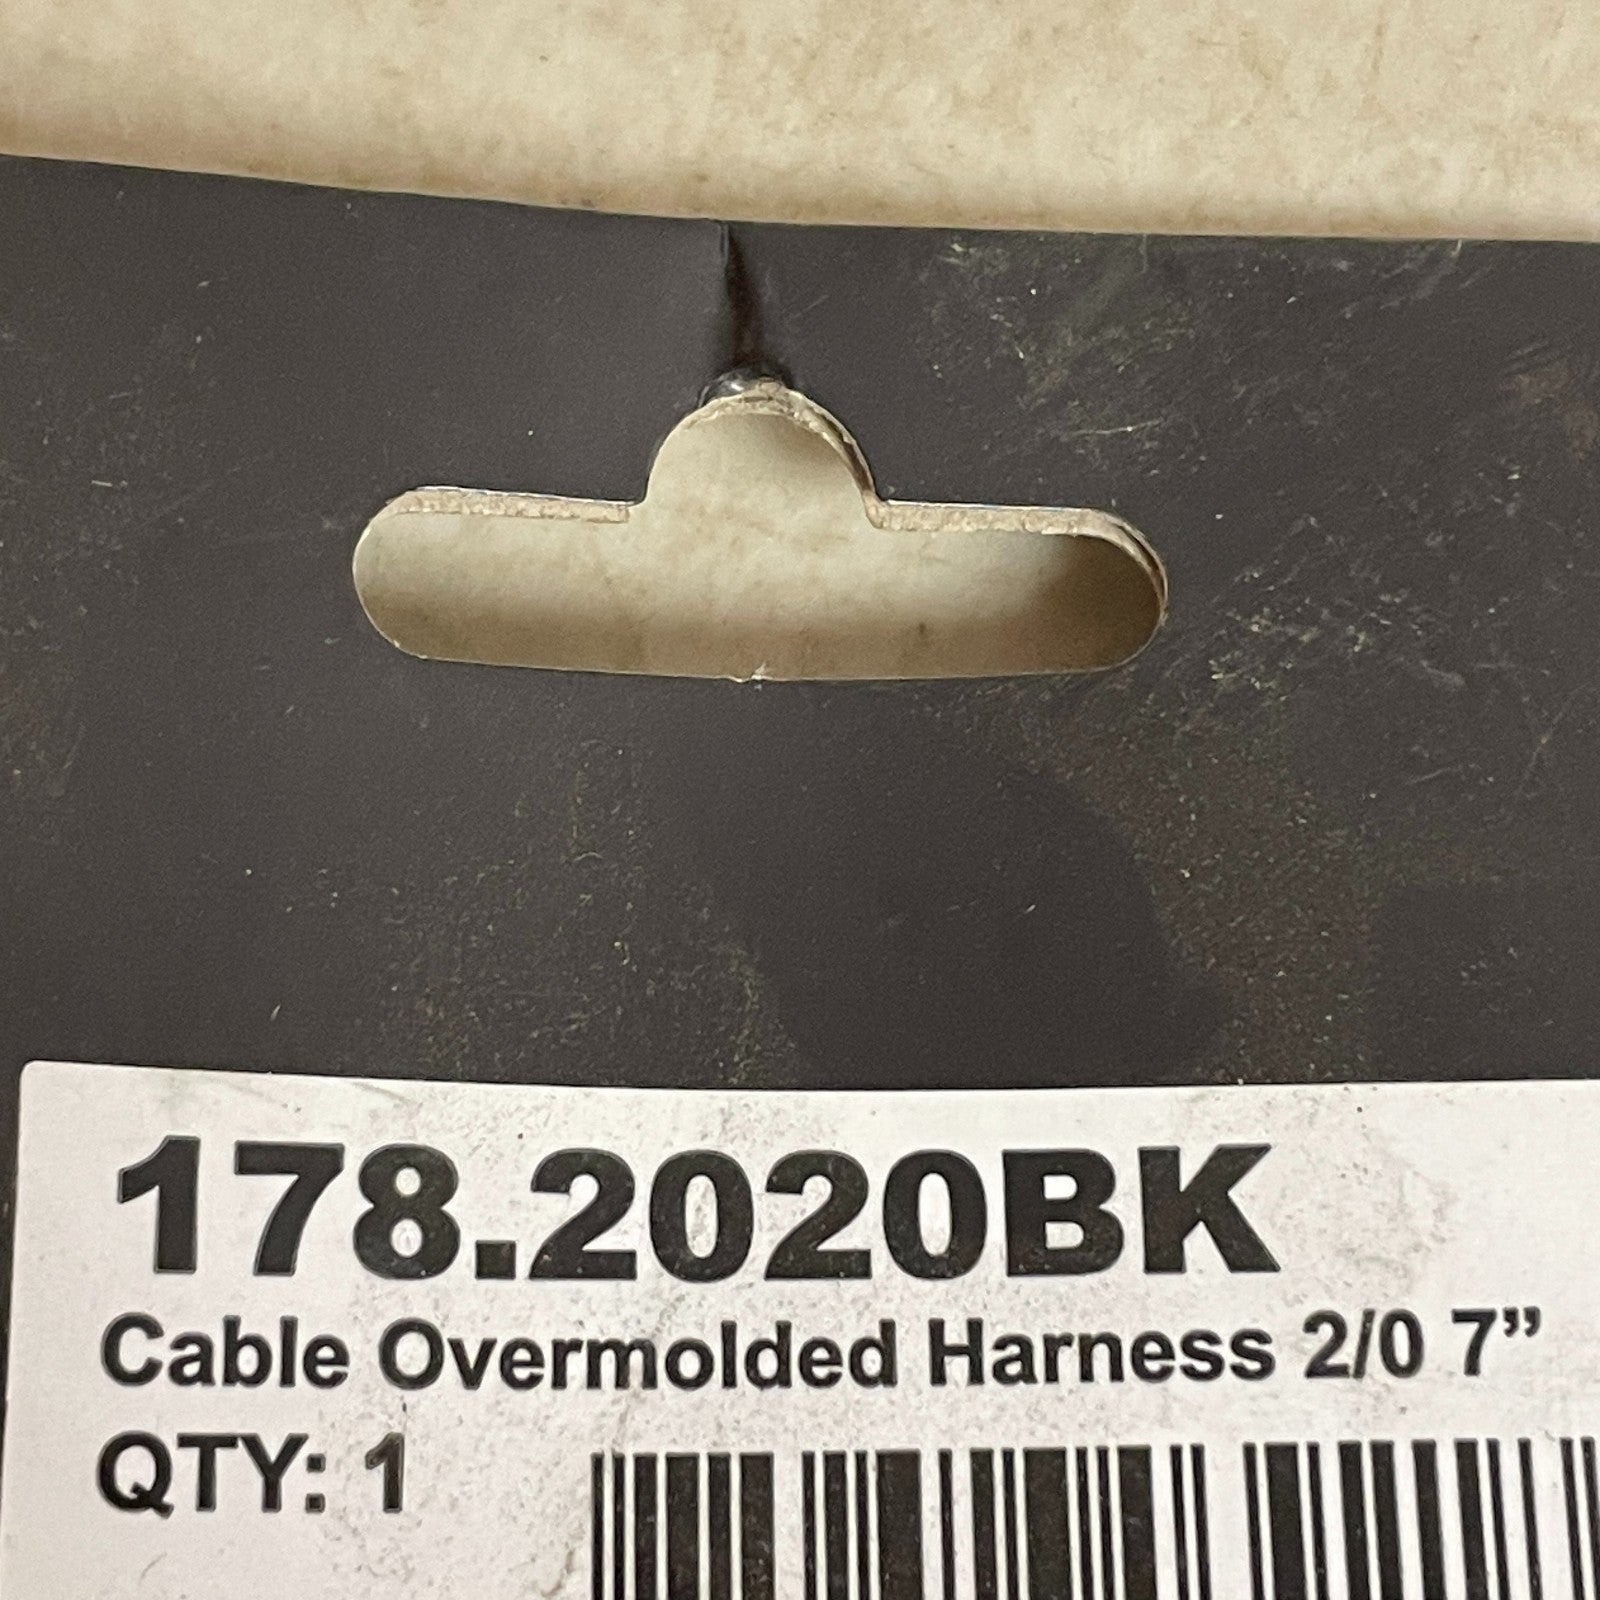 178.2020BK
Cable Overmolded Harness 2/0 7”
QTY: 1